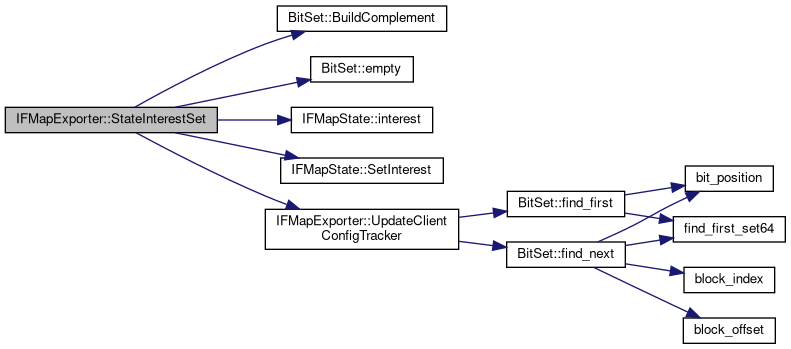 BitSet::BuildComplement
BitSet::empty
IFMapExporter::StateInterestSet
IFMapState::interest
IFMapState::SetInterest
IFMapExporter::UpdateClient
ConfigTracker
BitSet::find_first
BitSet::find_next
bit_position
find_first_set64
block_index
block_offset